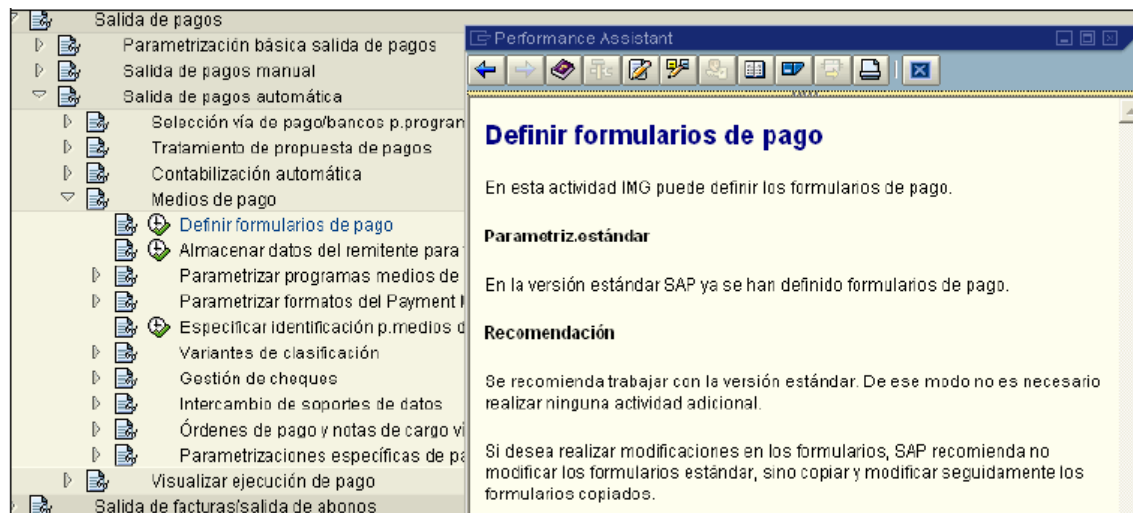 Salida de pagos
Parametrización básica salida de pagos
Salida de pagos manual
Salida de pagos automática
Selección vía de pago/bancos p.program
Tratamiento de propuesta de pagos
Contabilización automática
Medios de pago
Definir formularios de pago
Almacenar datos del remitente para
Parametrizar programas medios de
Parametrizar formatos del Payment
Especificar identificación p.medios d
Variantes de clasificación
Gestión de cheques
Intercambio de soportes de datos
Órdenes de pago y notas de cargo vi
Parametrizaciones específicas de pa
Visualizar ejecución de pago
Salida de facturas/salida de abonos
Performance Assistant
Definir formularios de pago
En esta actividad IMG puede definir los formularios de pago.
Parametriz.estándar
En la versión estándar SAP ya se han definido formularios de pago.
Recomendación
Se recomienda trabajar con la versión estándar. De ese modo no es necesario
realizar ninguna actividad adicional.
Si desea realizar modificaciones en los formularios, SAP recomienda no
modificar los formularios estándar, sino copiar y modificar seguidamente los
formularios copiados.